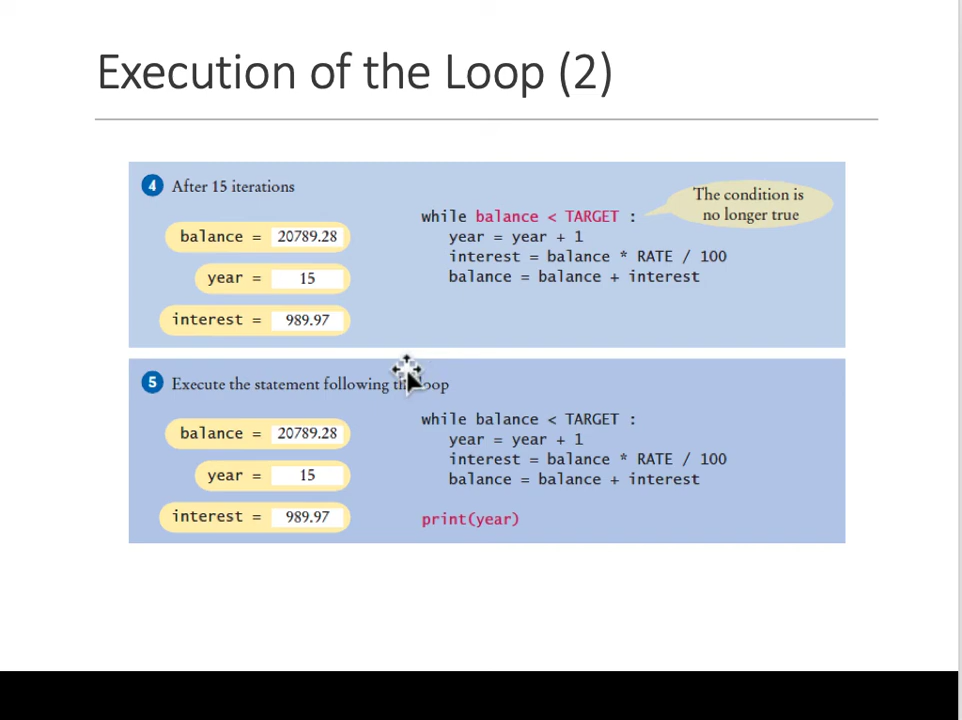 Execution of the Loop (2)
4 After 15 iterations
balance = 20789.28
year = 15
interest = 989.97
while balance < TARGET :
year = year + 1
interest = balance * RATE / 100
balance = balance + interest
The condition is
no longer true
5 Execute the statement following the loop
balance = 20789.28
year = 15
interest = 989.97
while balance < TARGET :
year = year + 1
interest = balance * RATE / 100
balance = balance + interest
print(year)